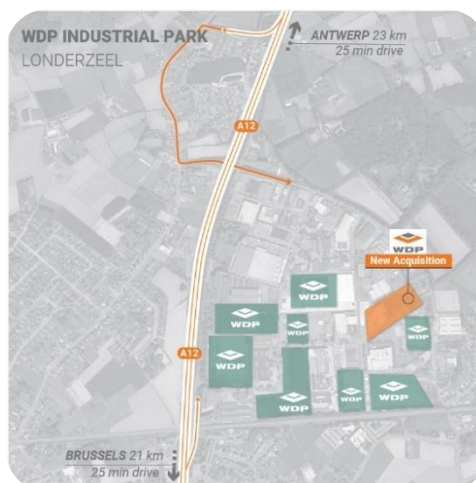 WDP INDUSTRIAL PARK
LONDERZEEL
ANTWERP 23 km
25 min drive
A12
WDP
New Acquisition
WDP
WDP
WDP
WDP
A12
WDP
WDP
WDP
WDP
BRUSSELS 21 km
25 min drive